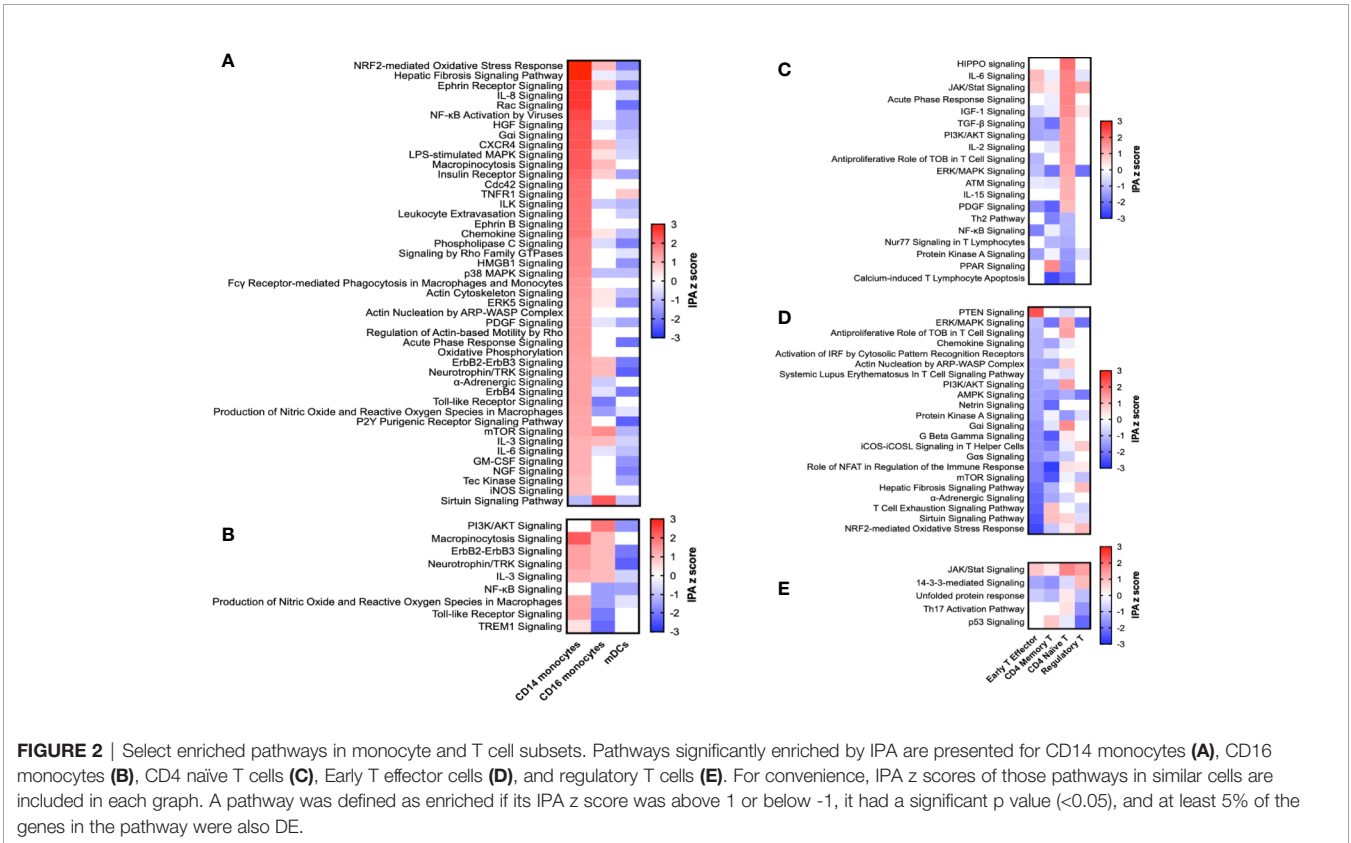 A
NRF2-mediated Oxidative Stress Response
Hepatic Fibrosis Signaling Pathway
Ephrin Receptor Signaling
IL-8 Signaling
Rac Signaling
NF-κB Activation by Viruses
HGF Signaling
Gαi Signaling
CXCR4 Signaling
LPS-stimulated MAPK Signaling
Macropinocytosis Signaling
Insulin Receptor Signaling
Cdc42 Signaling
TNFR1 Signaling
ILK Signaling
Leukocyte Extravasation Signaling
Ephrin B Signaling
Chemokine Signaling
Phospholipase C Signaling
Signaling by Rho Family GTPases
HMGB1 Signaling
p38 MAPK Signaling
Fcγ Receptor-mediated Phagocytosis in Macrophages and Monocytes
Actin Cytoskeleton Signaling
ERK5 Signaling
Actin Nucleation by ARP-WASP Complex
PDGF Signaling
Regulation of Actin-based Motility by Rho
Acute Phase Response Signaling
Oxidative Phosphorylation
ErbB2-ErbB3 Signaling
Neurotrophin/TRK Signaling
α-Adrenergic Signaling
ErbB4 Signaling
Toll-like Receptor Signaling
Production of Nitric Oxide and Reactive Oxygen Species in Macrophages
P2Y Purigenic Receptor Signaling Pathway
mTOR Signaling
IL-3 Signaling
IL-6 Signaling
GM-CSF Signaling
NGF Signaling
Tec Kinase Signaling
iNOS Signaling
Sirtuin Signaling Pathway
3
2
1
0
-1
-2
-3
IPA z score
B
PI3K/AKT Signaling
Macropinocytosis Signaling
ErbB2-ErbB3 Signaling
Neurotrophin/TRK Signaling
IL-3 Signaling
NF-κB Signaling
Production of Nitric Oxide and Reactive Oxygen Species in Macrophages
Toll-like Receptor Signaling
TREM1 Signaling
3
2
1
0
-1
-2
-3
IPA z score
CD14 monocytes
CD16 monocytes
mDCs
C
HIPPO signaling
IL-6 Signaling
JAK/Stat Signaling
Acute Phase Response Signaling
IGF-1 Signaling
TGF-β Signaling
PI3K/AKT Signaling
IL-2 Signaling
Antiproliferative Role of TOB in T Cell Signaling
ERK/MAPK Signaling
ATM Signaling
IL-15 Signaling
PDGF Signaling
Th2 Pathway
NF-κB Signaling
Nur77 Signaling in T Lymphocytes
Protein Kinase A Signaling
PPAR Signaling
Calcium-induced T Lymphocyte Apoptosis
3
2
1
0
-1
-2
-3
IPA z score
D
PTEN Signaling
ERK/MAPK Signaling
Antiproliferative Role of TOB in T Cell Signaling
Chemokine Signaling
Activation of IRF by Cytosolic Pattern Recognition Receptors
Actin Nucleation by ARP-WASP Complex
Systemic Lupus Erythematosus In T Cell Signaling Pathway
PI3K/AKT Signaling
AMPK Signaling
Netrin Signaling
Protein Kinase A Signaling
Gαi Signaling
G Beta Gamma Signaling
iCOS-iCOSL Signaling in T Helper Cells
Gαs Signaling
Role of NFAT in Regulation of the Immune Response
mTOR Signaling
Hepatic Fibrosis Signaling Pathway
α-Adrenergic Signaling
T Cell Exhaustion Signaling Pathway
Sirtuin Signaling Pathway
NRF2-mediated Oxidative Stress Response
3
2
1
0
-1
-2
-3
IPA z score
E
JAK/Stat Signaling
14-3-3-mediated Signaling
Unfolded protein response
Th17 Activation Pathway
p53 Signaling
3
2
1
0
-1
-2
-3
IPA z score
Early T Effector
CD4 Memory T
CD4 Naïve T
Regulatory T
FIGURE 2 | Select enriched pathways in monocyte and T cell subsets. Pathways significantly enriched by IPA are presented for CD14 monocytes (A), CD16
monocytes (B), CD4 naïve T cells (C), Early T effector cells (D), and regulatory T cells (E). For convenience, IPA z scores of those pathways in similar cells are
included in each graph. A pathway was defined as enriched if its IPA z score was above 1 or below -1, it had a significant p value (<0.05), and at least 5% of the
genes in the pathway were also DE.